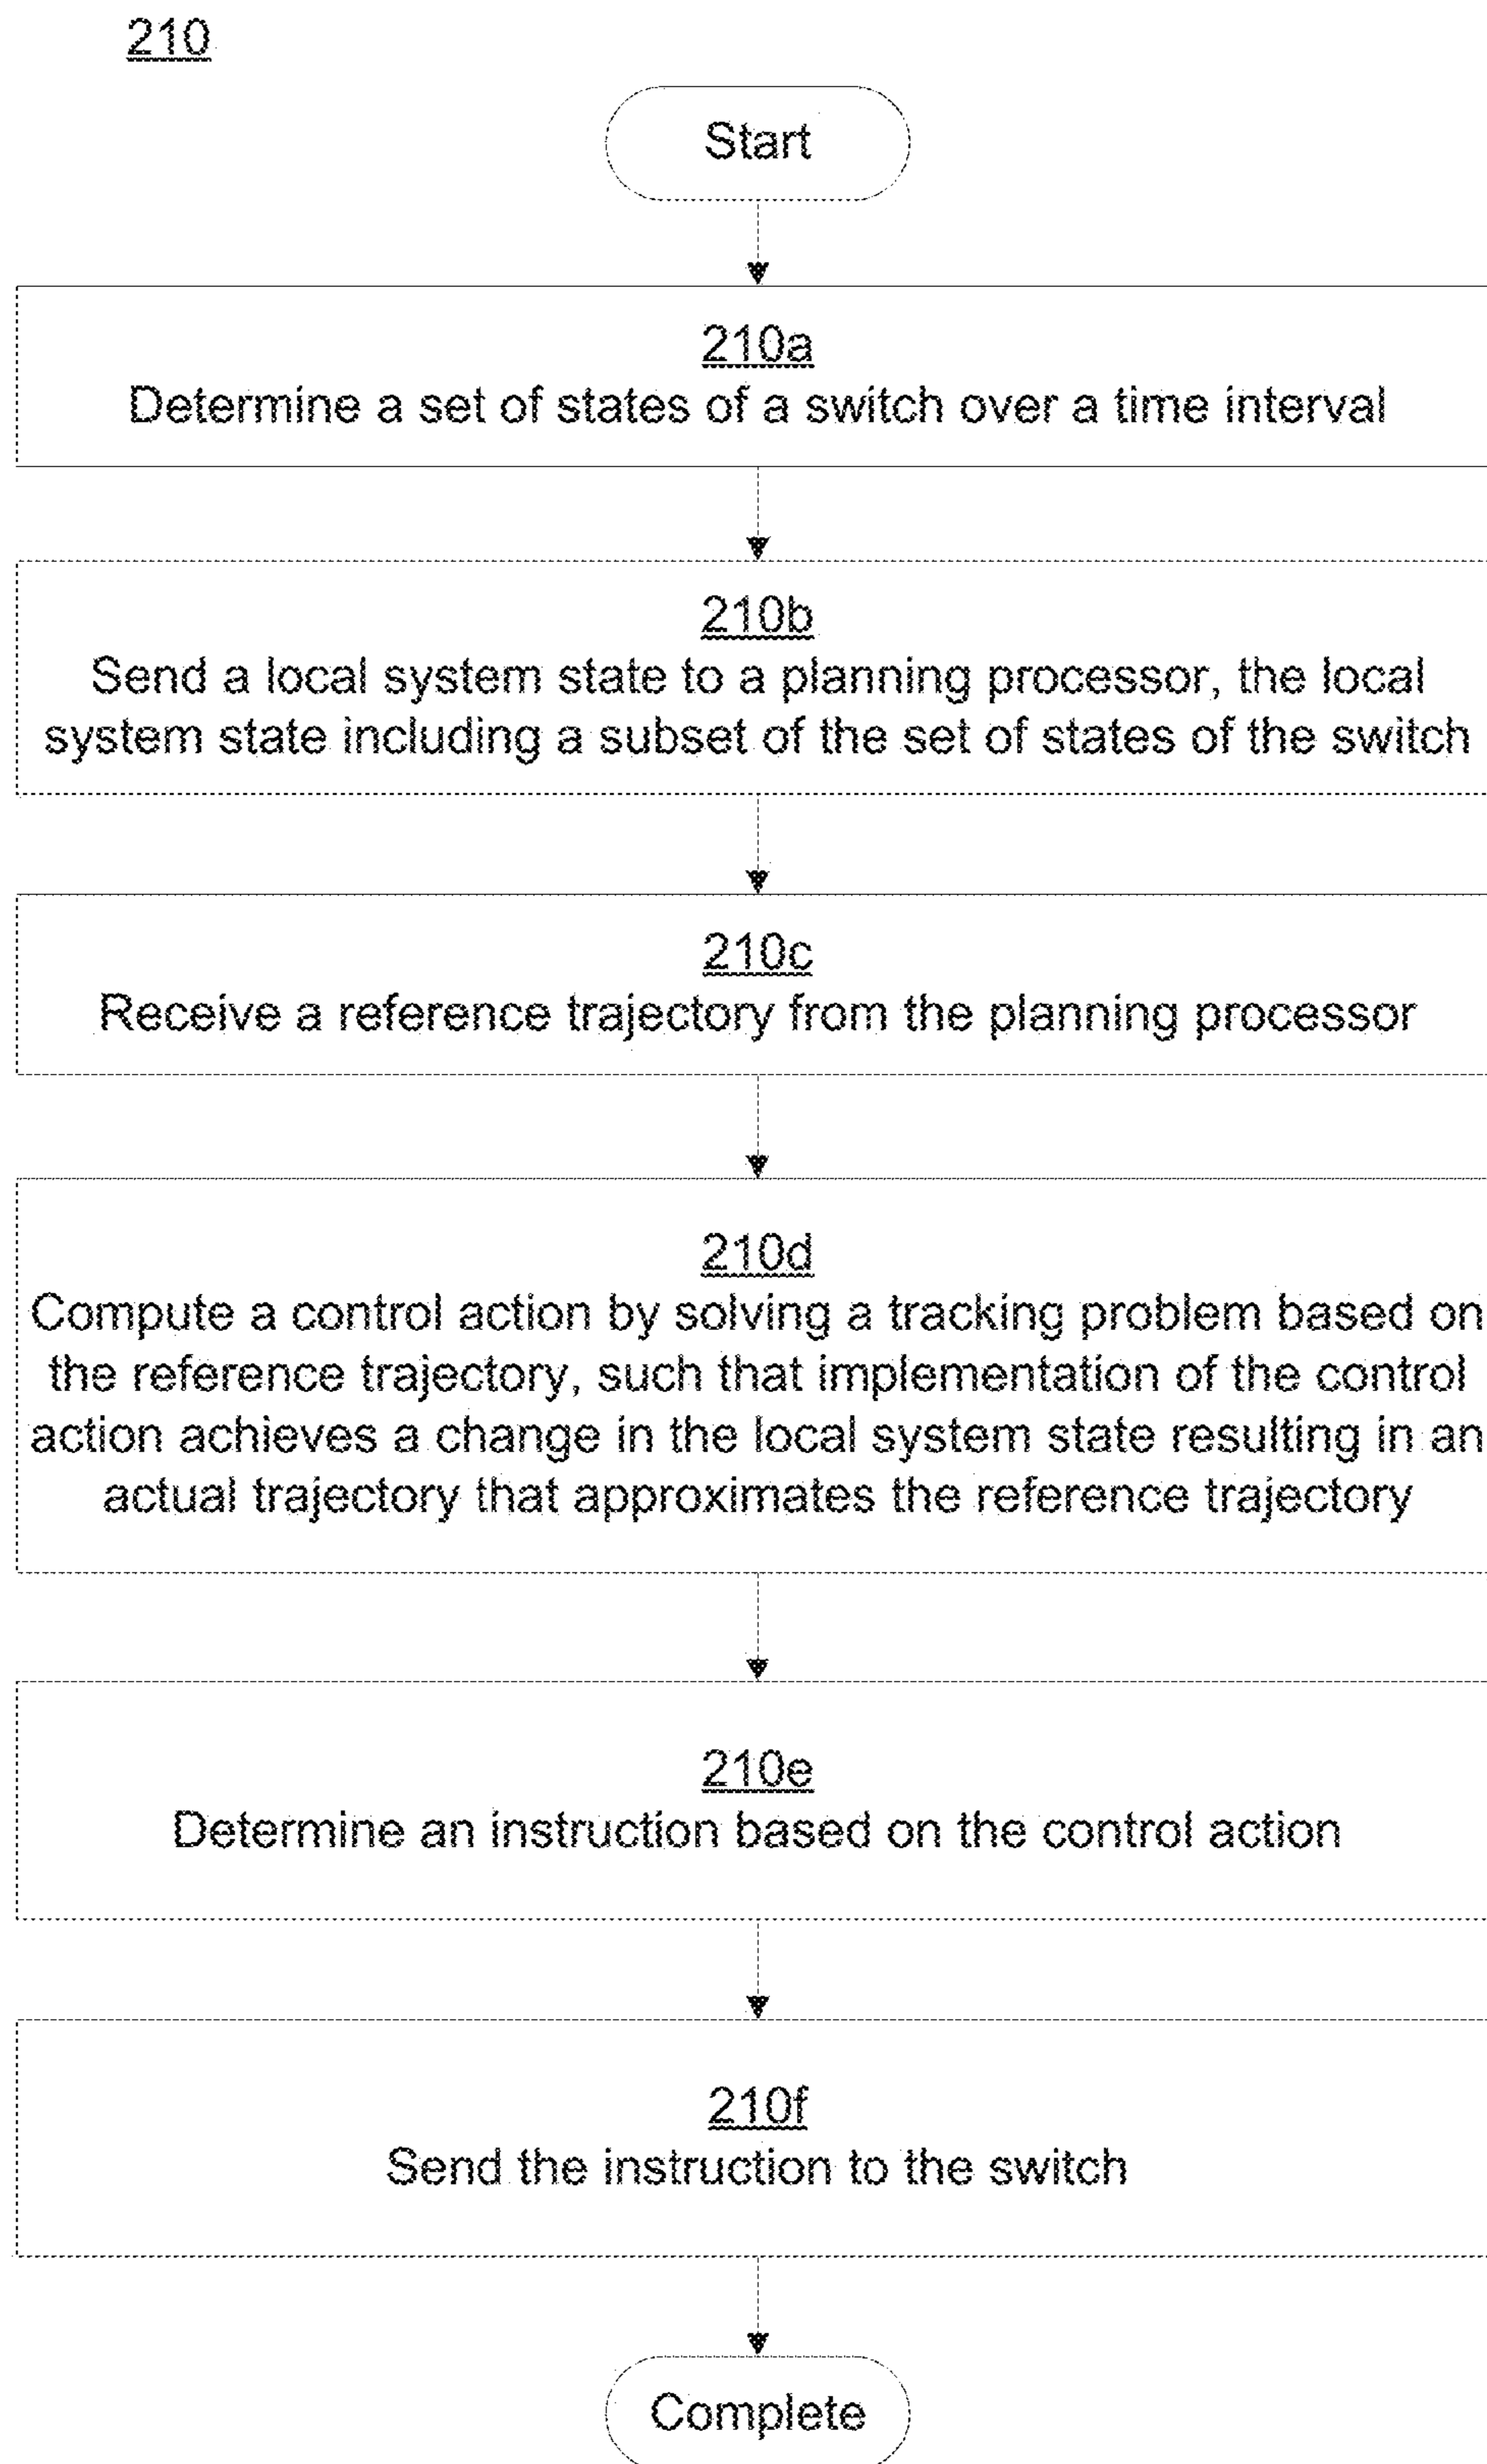 210
Start
210a
Determine a set of states of a switch over a time interval
210b
Send a local system state to a planning processor, the local
system state including a subset of the set of states of the switch
210c
Receive a reference trajectory from the planning processor
210d
Compute a control action by solving a tracking problem based on
the reference trajectory, such that implementation of the control
action achieves a change in the local system state resulting in an
actual trajectory that approximates the reference trajectory
210e
Determine an instruction based on the control action
210f
Send the instruction to the switch
Complete